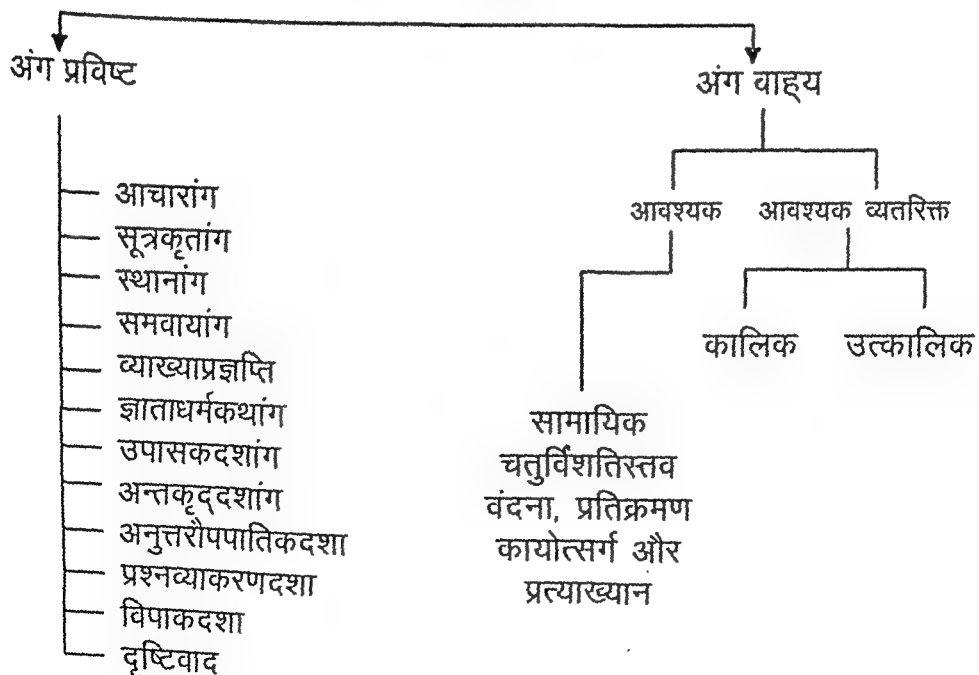 अंग प्रविष्ट
आचारांग
सूत्रकृतांग
स्थानांग
समवायांग
व्याख्याप्रज्ञप्ति
ज्ञाताधर्मकथांग
उपासकदशांग
अन्तकृद्दशांग
अनुत्तरौपपातिकदशा
प्रश्नव्याकरणदशा
विपाकदशा
दृष्टिवाद
अंग वाह्य
आवश्यक
आवश्यक व्यतरिक्त
कालिक
उत्कालिक
सामायिक
चतुर्विंशतिस्तव
वंदना, प्रतिक्रमण
कायोत्सर्ग और
प्रत्याख्यान